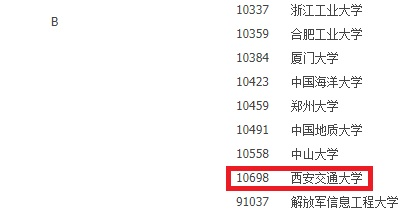 10337 浙江工业大学
B
10359 合肥工业大学
10384 厦门大学
10423 中国海洋大学
10459 郑州大学
10491 中国地质大学
10558 中山大学
10698 西安交通大学
91037 解放军信息工程大学